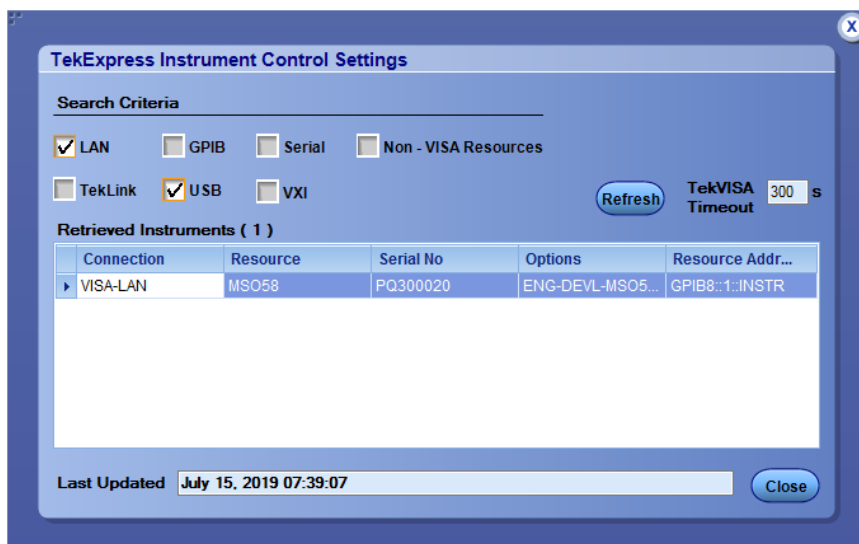 X
TekExpress Instrument Control Settings
Search Criteria
LAN GPIB Serial Non - VISA Resources
TekLink USB VXI Refresh TekVISA Timeout 300 s
Retrieved Instruments ( 1 )
Connection Resource Serial No Options Resource Addr...
VISA-LAN MSO58 PQ300020 ENG-DEVL-MSO5... GPIB8::1::INSTR
Last Updated July 15, 2019 07:39:07 Close